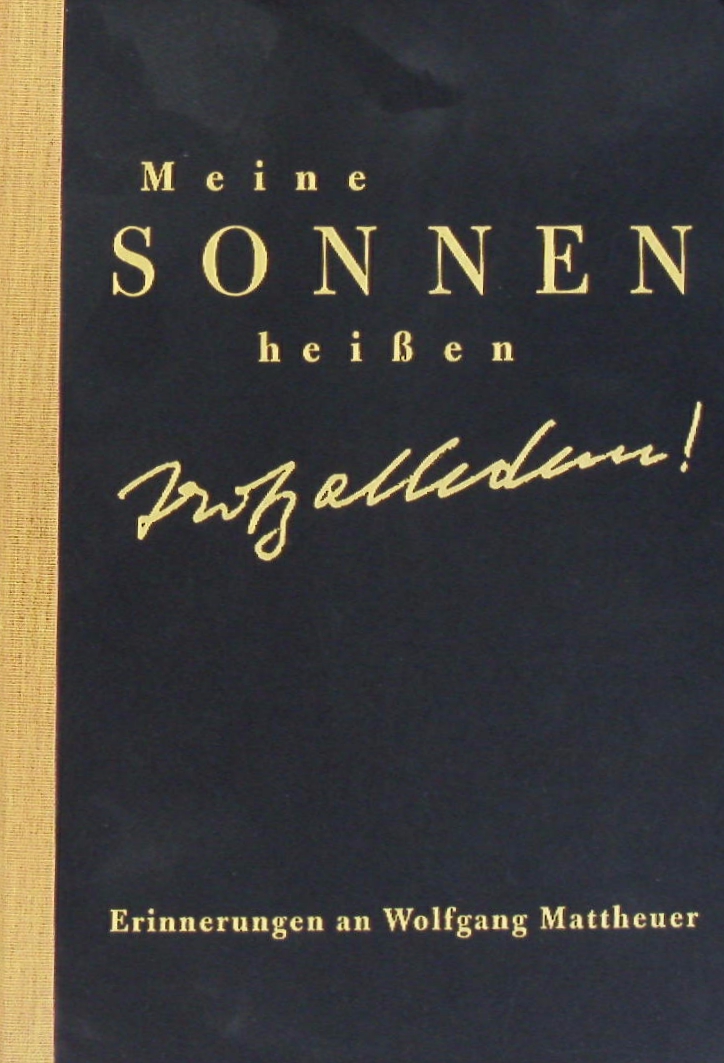 Meine
SONNEN
heißen
trotz alledem!
Erinnerungen an Wolfgang Mattheuer